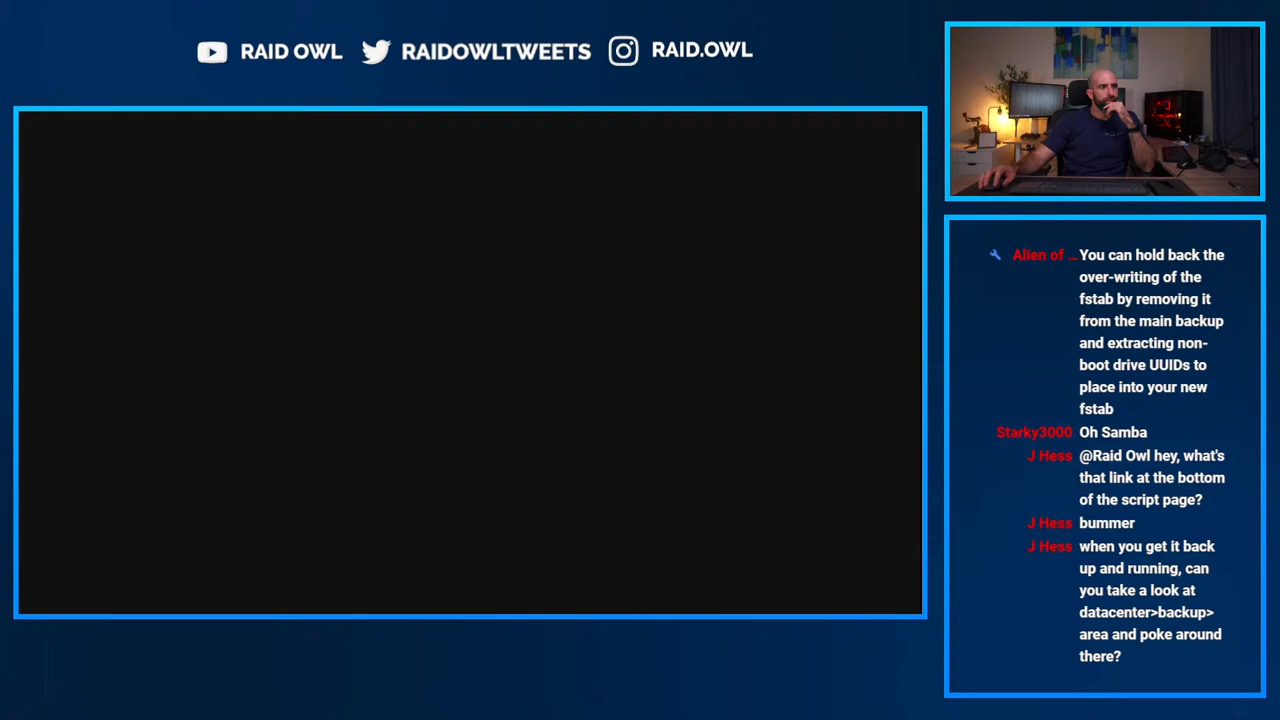 RAID OWL RAIDOWLTWEETS RAID.OWL
Alien of ... You can hold back the
over-writing of the
fstab by removing it
from the main backup
and extracting non-
boot drive UUIDs to
place into your new
fstab
Starky3000 Oh Samba
J Hess @Raid Owl hey, what's
that link at the bottom
of the script page?
J Hess bummer
J Hess when you get it back
up and running, can
you take a look at
datacenter>backup>
area and poke around
there?